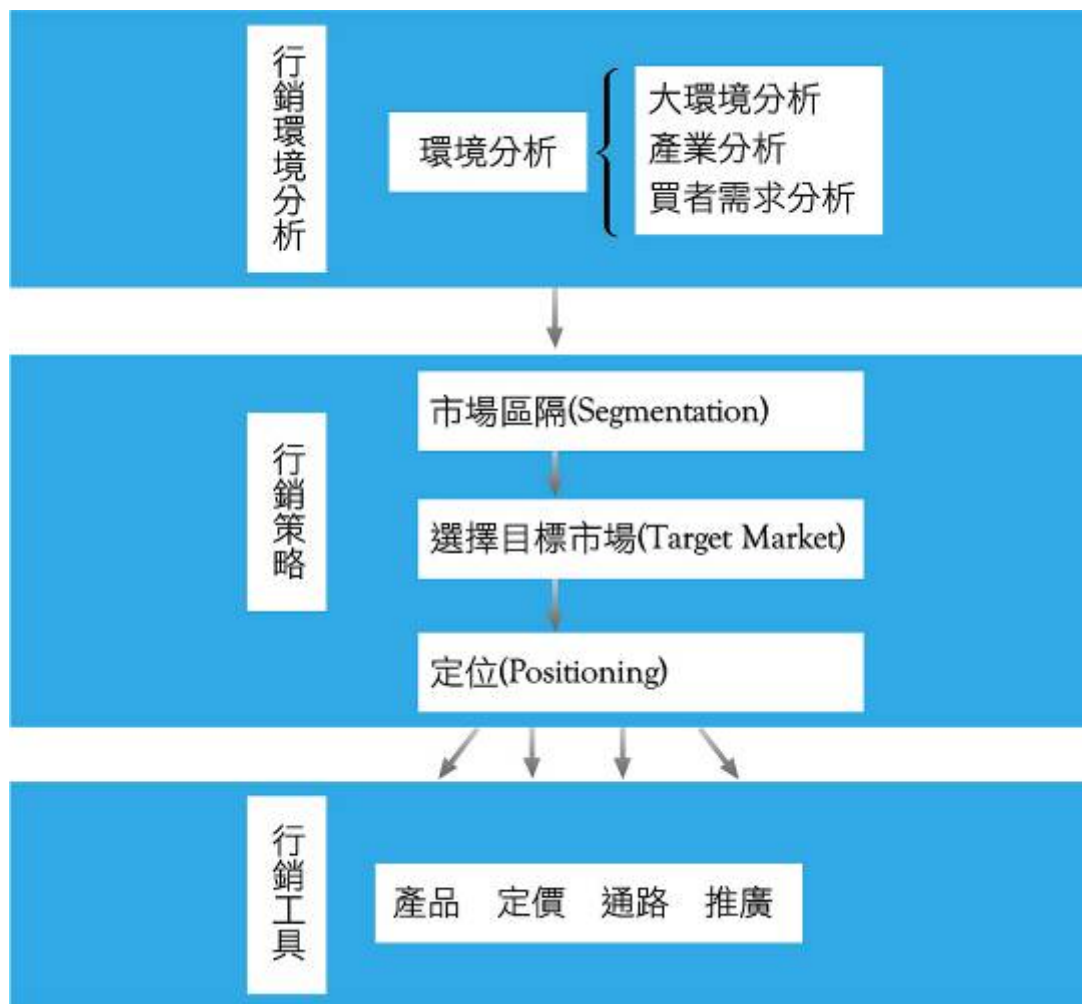 行銷環境分析
環境分析
大環境分析
產業分析
買者需求分析
行銷策略
市場區隔(Segmentation)
選擇目標市場(Target Market)
定位(Positioning)
行銷工具
產品 定價 通路 推廣